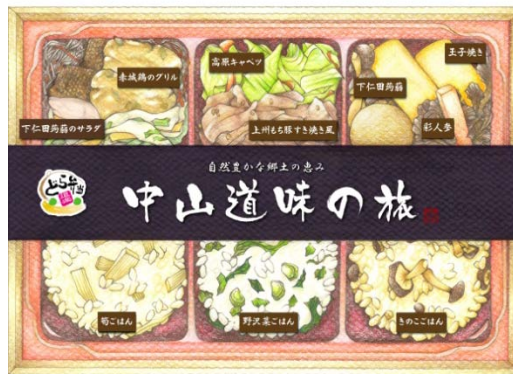 高原キャベツ
玉子焼き
赤城鶏のグリル
下仁田蒟蒻
下仁田蒟蒻のサラダ
上州もち豚すき焼き風
彩人参
自然豊かな郷土の恵み
とらべん当
中山道味の旅
筍ごはん
野沢菜ごはん
きのこごはん